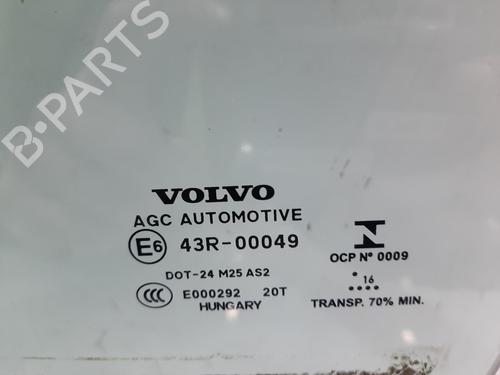 B-PARTS
VOLVO
AGC AUTOMOTIVE
E6 43R-00049
OCP Nº 0009
DOT-24 M25 AS2
16
CCC E000292 20T
HUNGARY
TRANSP. 70% MIN.